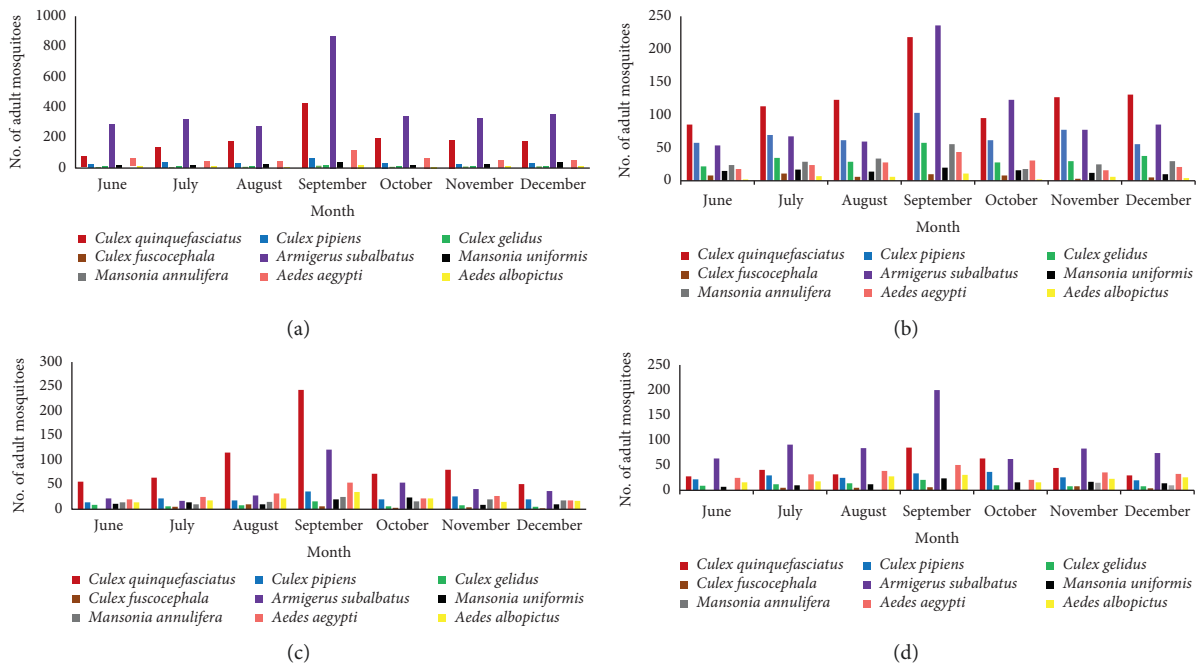 (a)
1000
800
600
400
200
0
No. of adult mosquitoes
June July August September October November December
Month
Culex quinquefasciatus Culex pipiens Culex gelidus
Culex fuscocephala Armigerus subalbatus Mansonia uniformis
Mansonia annulifera Aedes aegypti Aedes albopictus
(a)
(b)
250
200
150
100
50
0
No. of adult mosquitoes
June July August September October November December
Month
Culex quinquefasciatus Culex pipiens Culex gelidus
Culex fuscocephala Armigerus subalbatus Mansonia uniformis
Mansonia annulifera Aedes aegypti Aedes albopictus
(b)
(c)
300
250
200
150
100
50
0
No. of adult mosquitoes
June July August September October November December
Month
Culex quinquefasciatus Culex pipiens Culex gelidus
Culex fuscocephala Armigerus subalbatus Mansonia uniformis
Mansonia annulifera Aedes aegypti Aedes albopictus
(c)
(d)
250
200
150
100
50
0
No. of adult mosquitoes
June July August September October November December
Month
Culex quinquefasciatus Culex pipiens Culex gelidus
Culex fuscocephala Armigerus subalbatus Mansonia uniformis
Mansonia annulifera Aedes aegypti Aedes albopictus
(d)